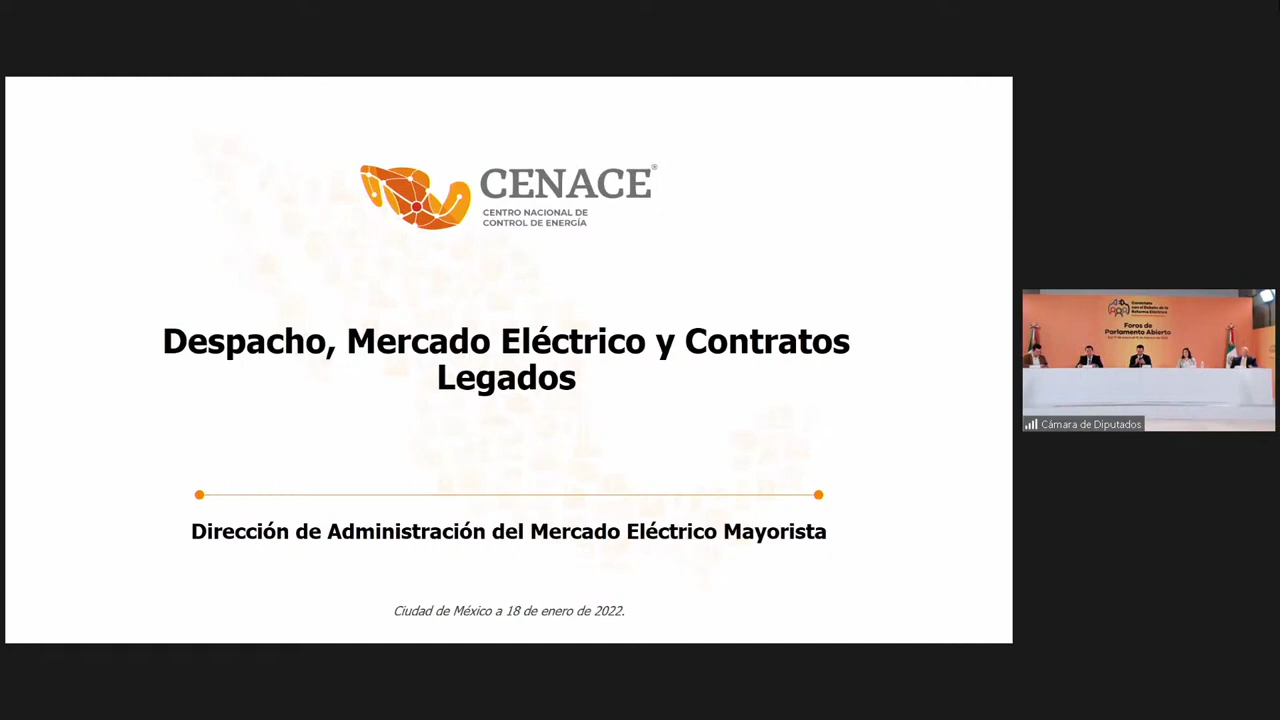 CENACE®
CENTRO NACIONAL DE
CONTROL DE ENERGÍA
Despacho, Mercado Eléctrico y Contratos
Legados
Dirección de Administración del Mercado Eléctrico Mayorista
Ciudad de México a 18 de enero de 2022.
Foros de
Parlamento Abierto
Cámara de Diputados